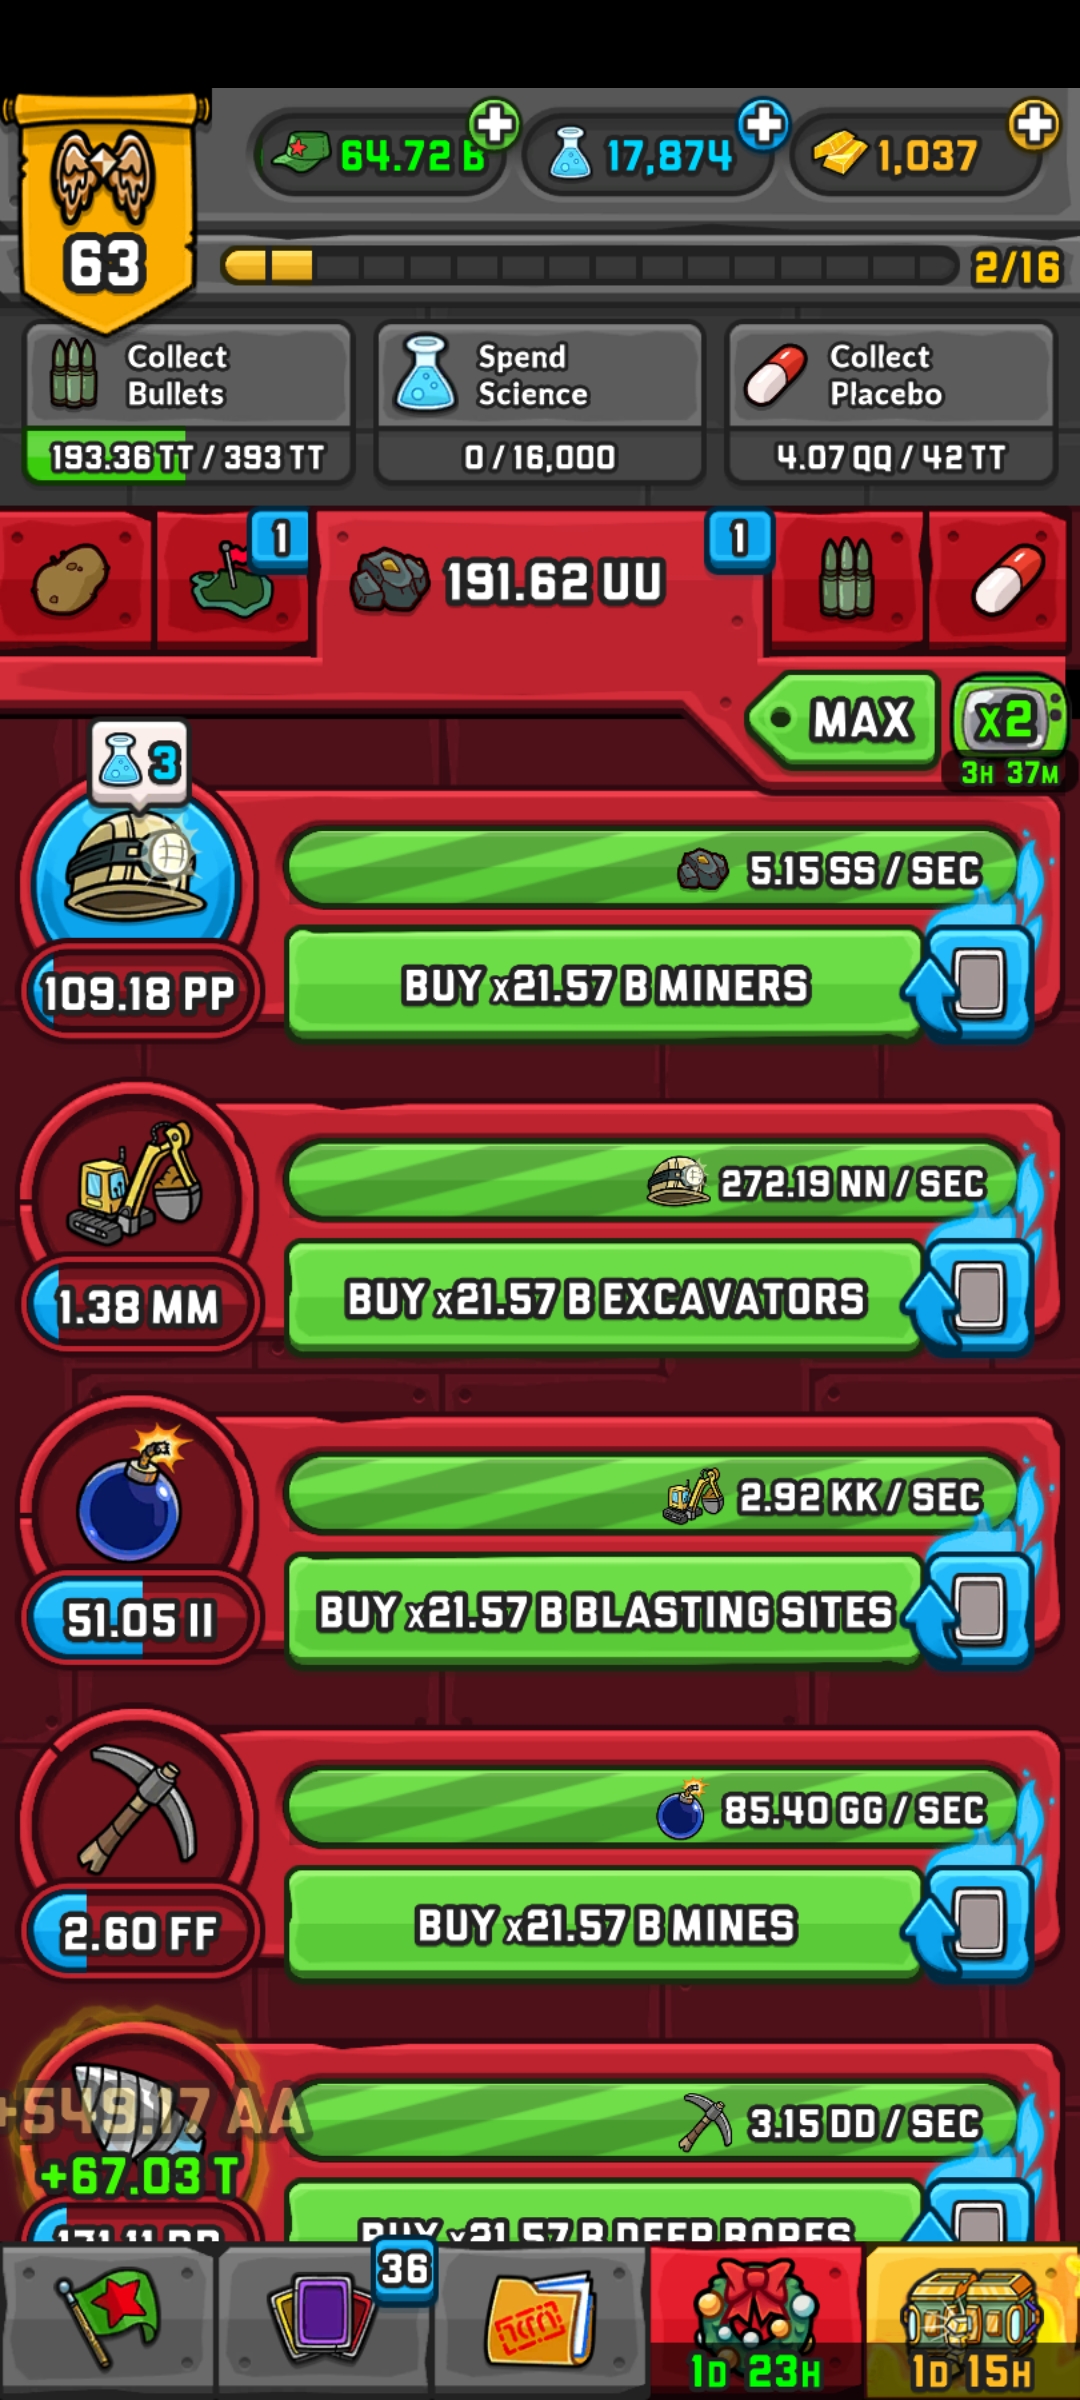 64.72 B
17,874
1,037
63
2/16
Collect
Bullets
193.36 TT / 393 TT
Spend
Science
0 / 16,000
Collect
Placebo
4.07 QQ / 42 TT
1
191.62 UU
1
MAX
x2
3H 37M
3
5.15 SS / SEC
109.18 PP
BUY x21.57 B MINERS
272.19 NN / SEC
1.38 MM
BUY x21.57 B EXCAVATORS
2.92 KK / SEC
51.05 II
BUY x21.57 B BLASTING SITES
85.40 GG / SEC
2.60 FF
BUY x21.57 B MINES
+549.17 AA
3.15 DD / SEC
+67.03 T
BUY x21.57 B DEEP BORES
36
1D 23H
1D 15H